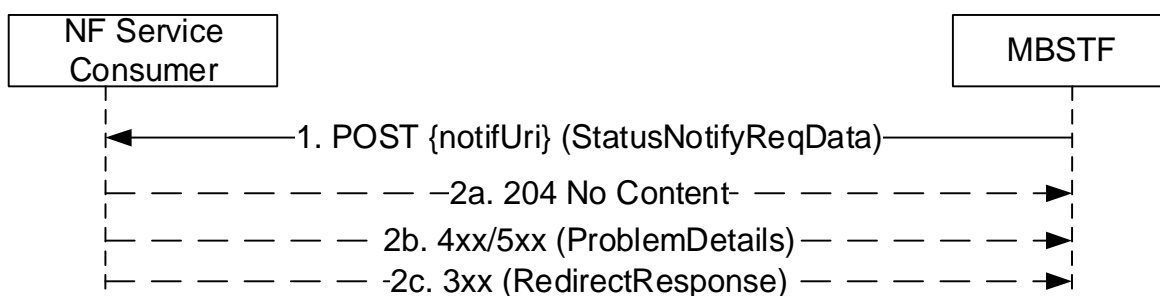 NF Service
Consumer
MBSTF
1. POST {notifUri} (StatusNotifyReqData)
2a. 204 No Content
2b. 4xx/5xx (ProblemDetails)
2c. 3xx (RedirectResponse)